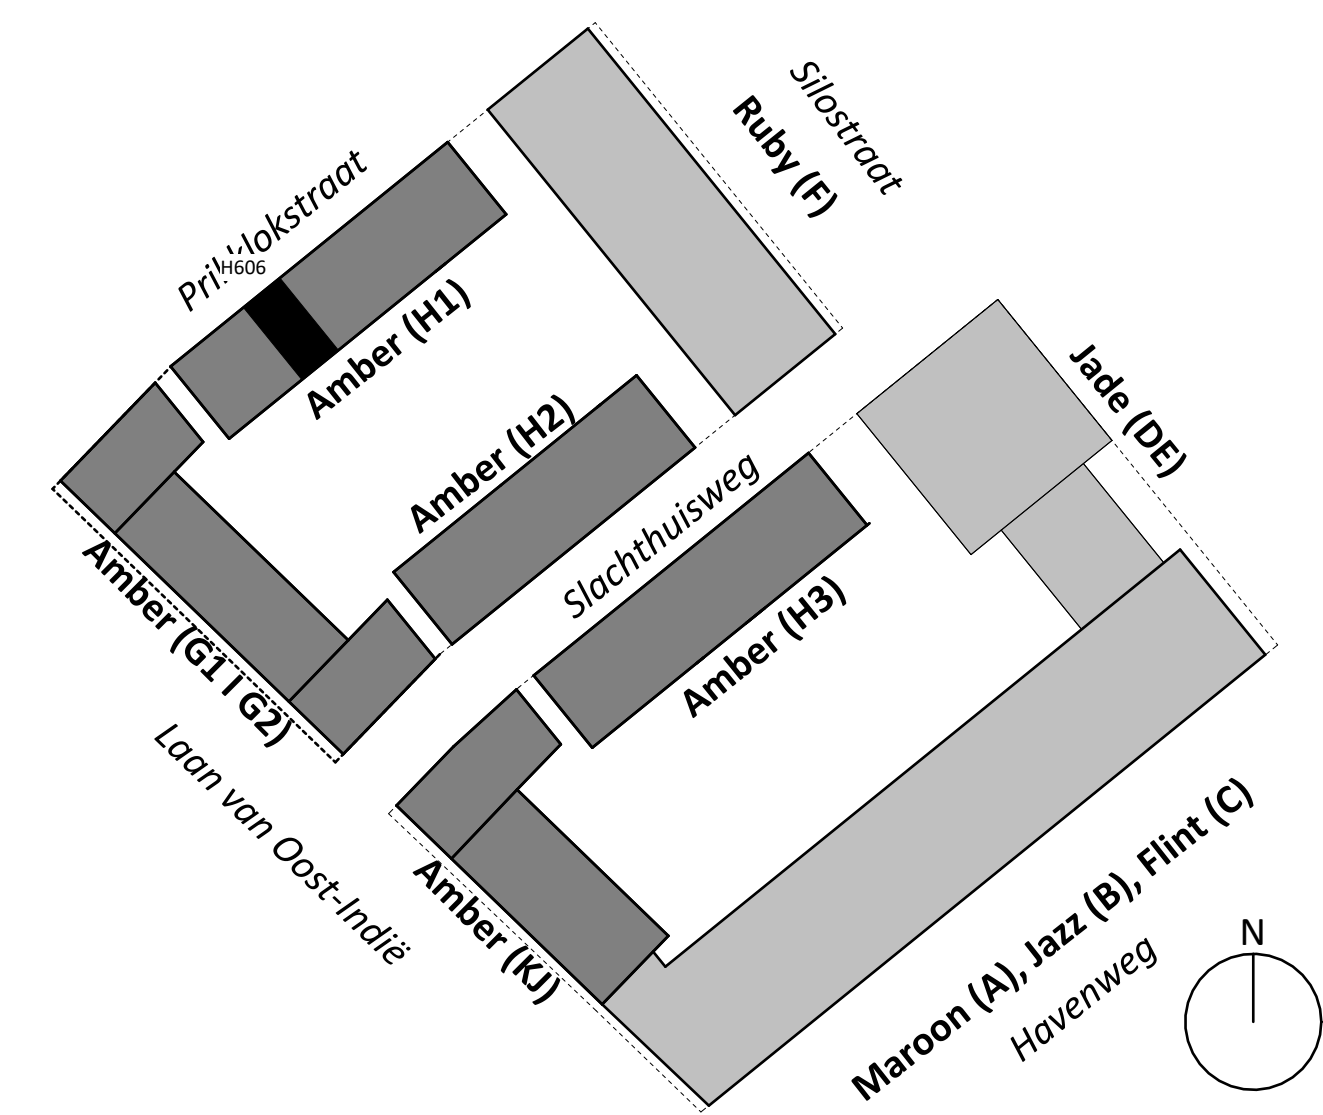 Silostraat
Ruby (F)
Prikklokstraat
H606
Amber (H1)
Jade (DE)
Amber (H2)
Slachthuisweg
Amber (H3)
Amber (G1 I G2)
Laan van Oost-Indië
Amber (KJ)
Maroon (A), Jazz (B), Flint (C)
Havenweg
N